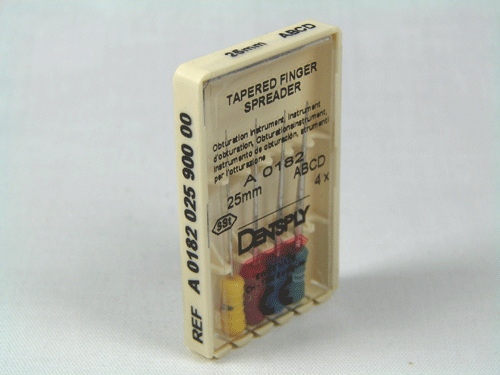 25mm ABCD
TAPERED FINGER
SPREADER
Obturation Instrument, Instrument
d'obturation, Obturationsinstrument,
Instrumento de obturación, strumenti
per l'otturazione
A 0182
25mm ABCD
4 x
SSt
DENTSPLY
REF A 0182 025 900 00